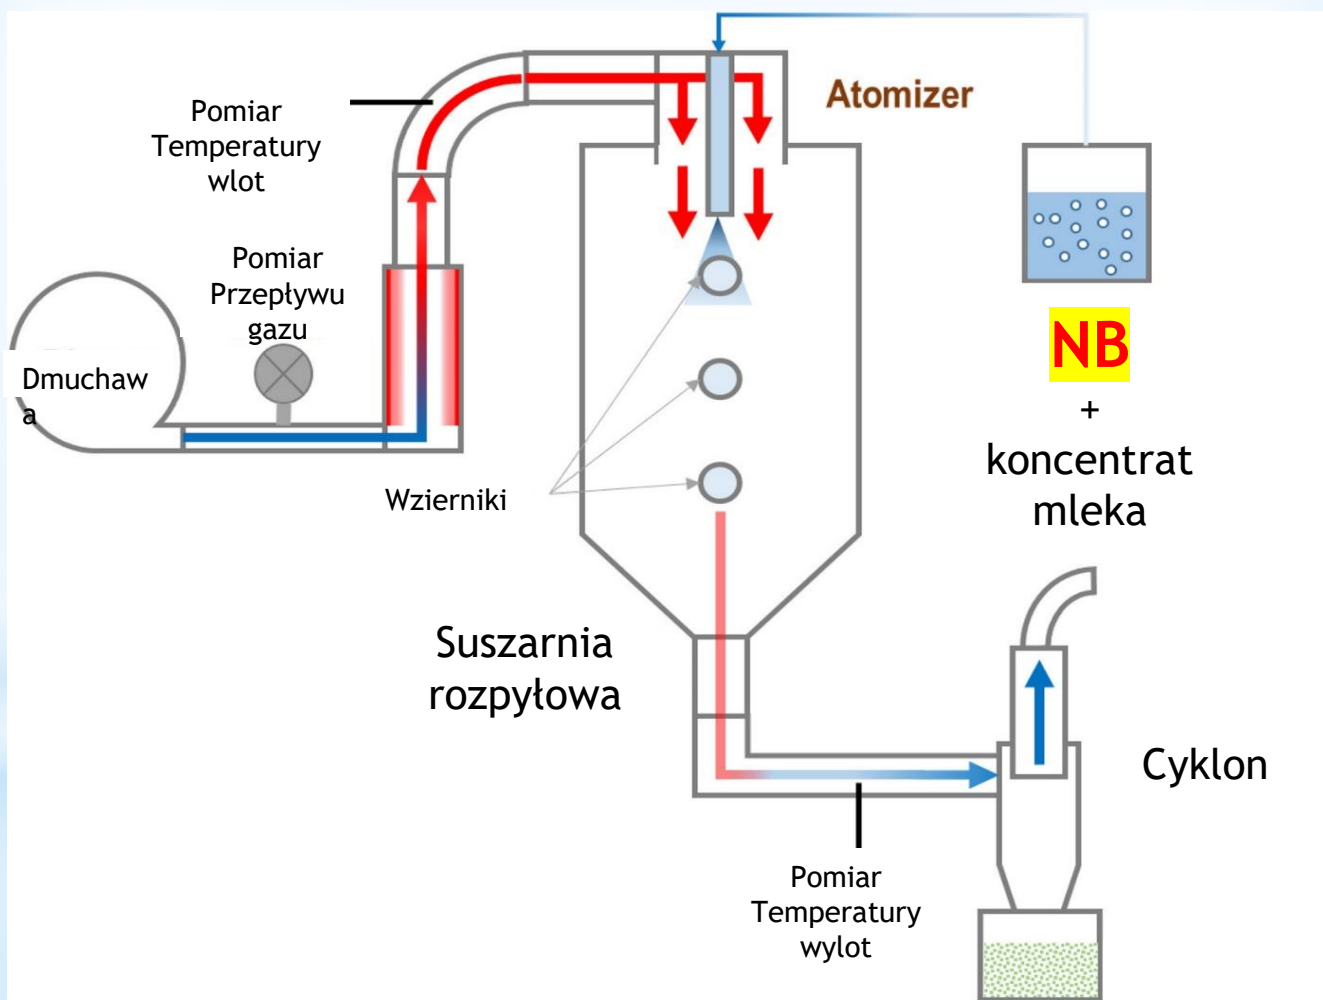 Pomiar
Temperatury
wlot
Atomizer
Pomiar
Przepływu
gazu
Dmuchaw
a
NB
+
koncentrat
mleka
Wzierniki
Suszarnia
rozpyłowa
Cyklon
Pomiar
Temperatury
wylot